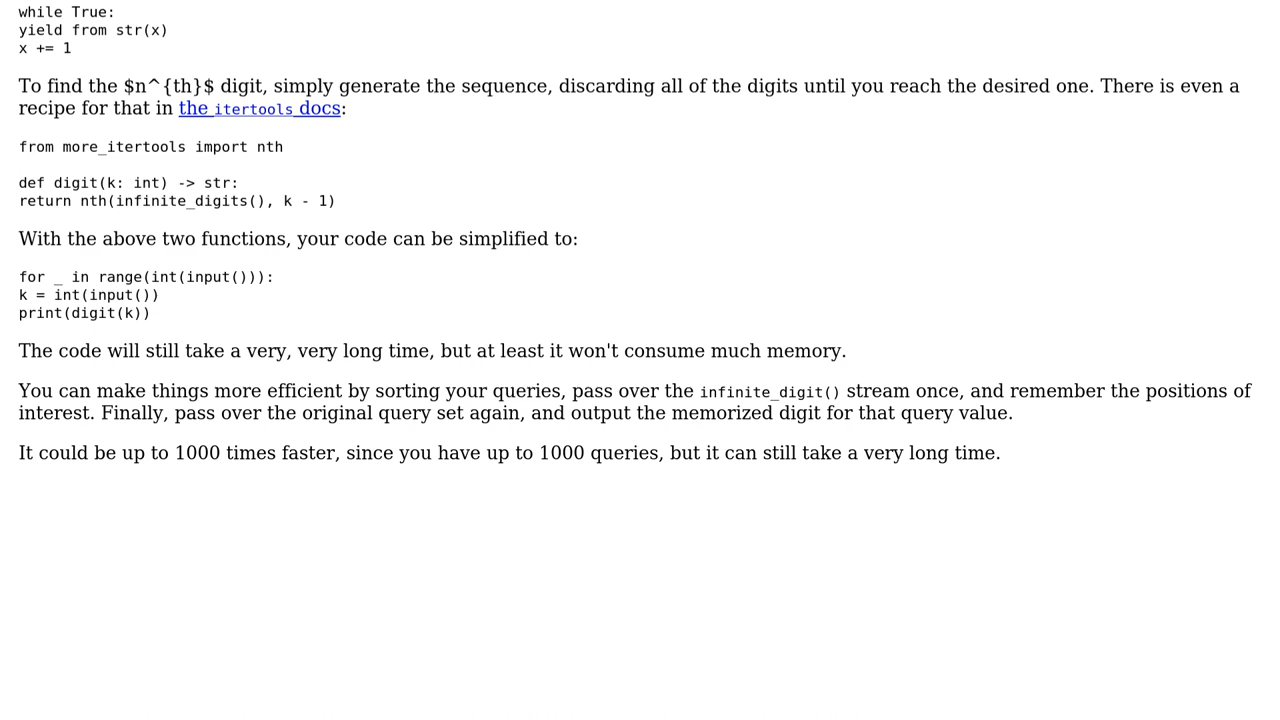 while True:
yield from str(x)
x += 1
To find the $n^{th}$ digit, simply generate the sequence, discarding all of the digits until you reach the desired one. There is even a
recipe for that in the itertools docs:
from more_itertools import nth
def digit(k: int) -> str:
return nth(infinite_digits(), k - 1)
With the above two functions, your code can be simplified to:
for _ in range(int(input())):
k = int(input())
print(digit(k))
The code will still take a very, very long time, but at least it won't consume much memory.
You can make things more efficient by sorting your queries, pass over the infinite_digit() stream once, and remember the positions of
interest. Finally, pass over the original query set again, and output the memorized digit for that query value.
It could be up to 1000 times faster, since you have up to 1000 queries, but it can still take a very long time.